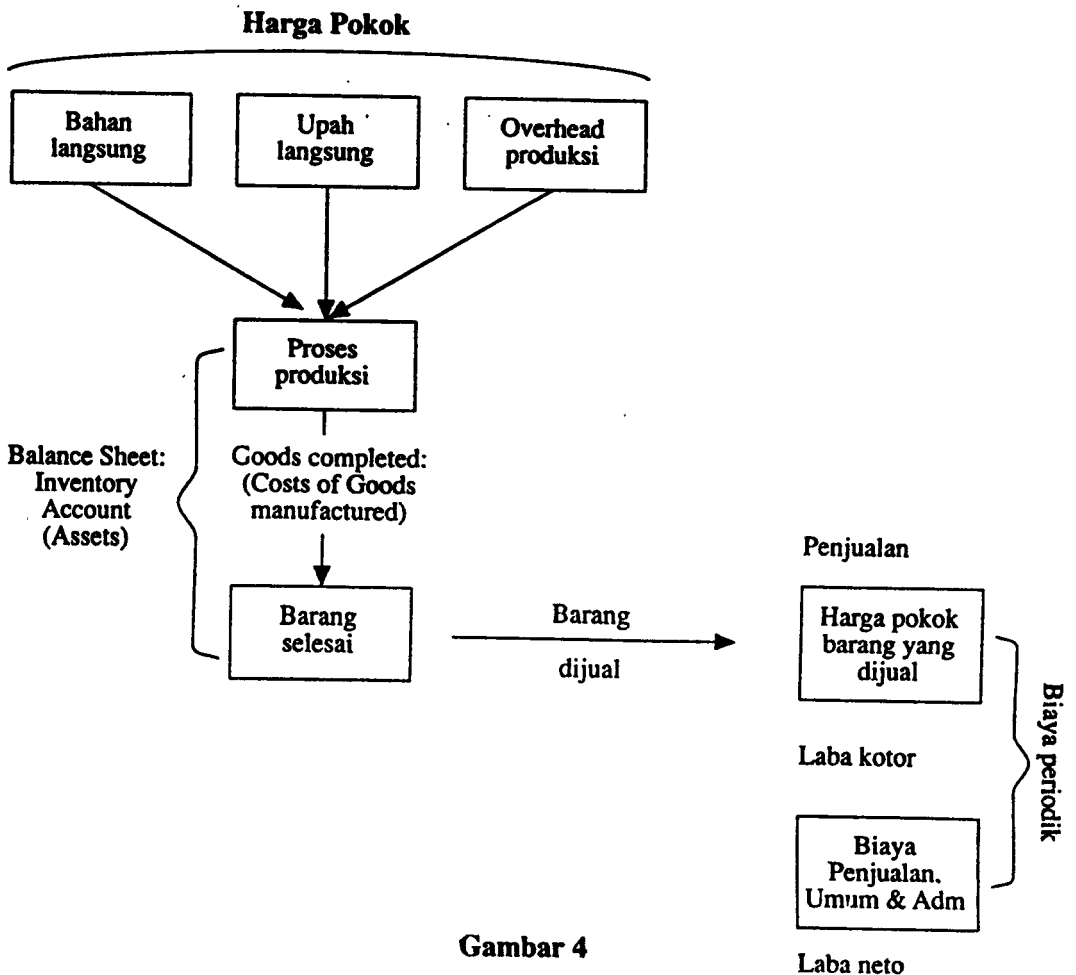 Harga Pokok
Bahan
langsung
Upah
langsung
Overhead
produksi
Proses
produksi
Balance Sheet:
Inventory
Account
(Assets)
Goods completed:
(Costs of Goods
manufactured)
Barang
selesai
Barang
dijual
Penjualan
Harga pokok
barang yang
dijual
Laba kotor
Biaya
Penjualan,
Umum & Adm
Laba neto
Biaya periodik
Gambar 4